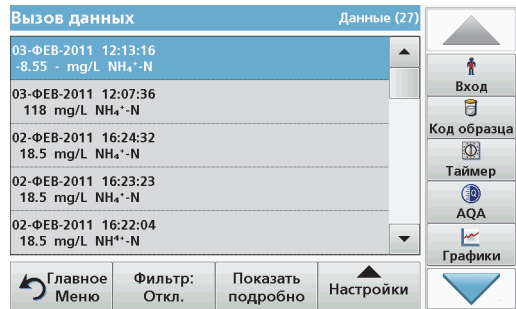 Вызов данных
Данные (27)
03-ФЕВ-2011 12:13:16
-8.55 - mg/L NH₄⁺-N
03-ФЕВ-2011 12:07:36
118 mg/L NH₄⁺-N
02-ФЕВ-2011 16:24:32
18.5 mg/L NH₄⁺-N
02-ФЕВ-2011 16:23:23
18.5 mg/L NH₄⁺-N
02-ФЕВ-2011 16:22:04
18.5 mg/L NH⁴⁺-N
Вход
Код образца
Таймер
AQA
Графики
Главное
Меню
Фильтр:
Откл.
Показать
подробно
Настройки